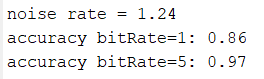 noise rate = 1.24
accuracy bitRate=1: 0.86
accuracy bitRate=5: 0.97